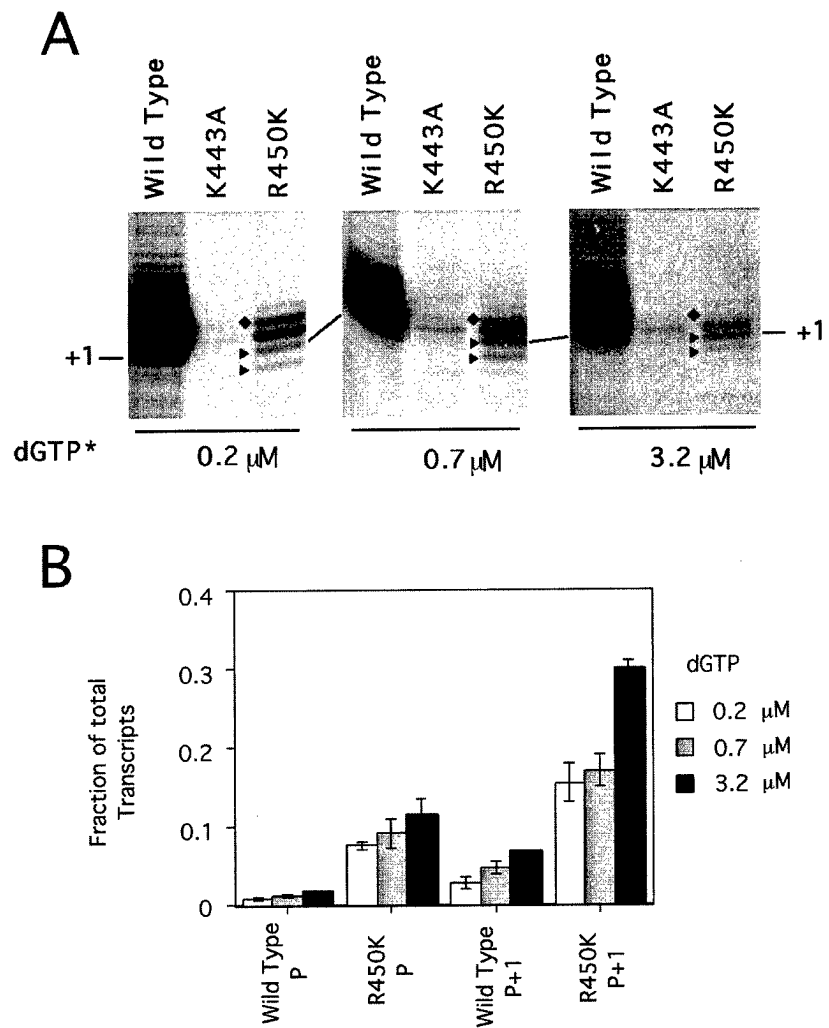 A
Wild Type
K443A
R450K
Wild Type
K443A
R450K
Wild Type
K443A
R450K
+1
+1
dGTP*
0.2 µM
0.7 µM
3.2 µM
B
Fraction of total
Transcripts
0.4
0.3
0.2
0.1
0
dGTP
0.2 µM
0.7 µM
3.2 µM
Wild Type
P
R450K
P
Wild Type
P+1
R450K
P+1